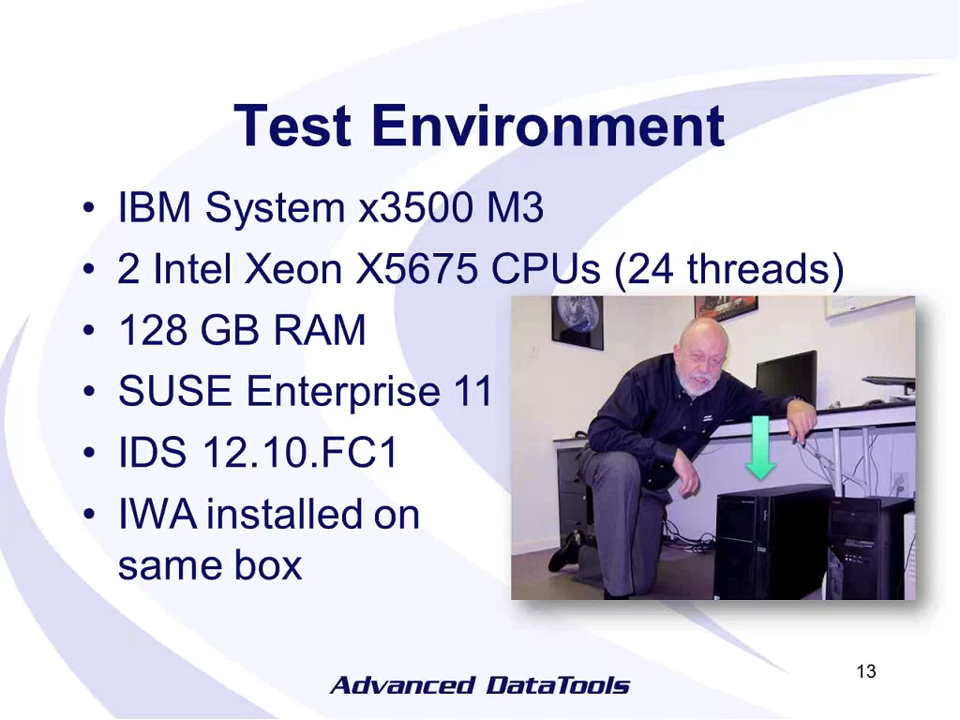 Test Environment
• IBM System x3500 M3
• 2 Intel Xeon X5675 CPUs (24 threads)
• 128 GB RAM
• SUSE Enterprise 11
• IDS 12.10.FC1
• IWA installed on
same box
Advanced DataTools
13